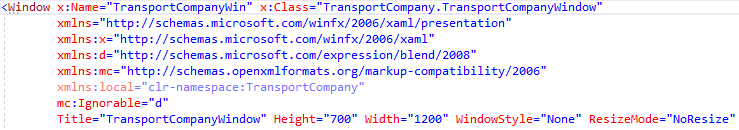 <Window x:Name="TransportCompanyWin" x:Class="TransportCompany.TransportCompanyWindow"
xmlns="http://schemas.microsoft.com/winfx/2006/xaml/presentation"
xmlns:x="http://schemas.microsoft.com/winfx/2006/xaml"
xmlns:d="http://schemas.microsoft.com/expression/blend/2008"
xmlns:mc="http://schemas.openxmlformats.org/markup-compatibility/2006"
xmlns:local="clr-namespace:TransportCompany"
mc:Ignorable="d"
Title="TransportCompanyWindow" Height="700" Width="1200" WindowStyle="None" ResizeMode="NoResize"